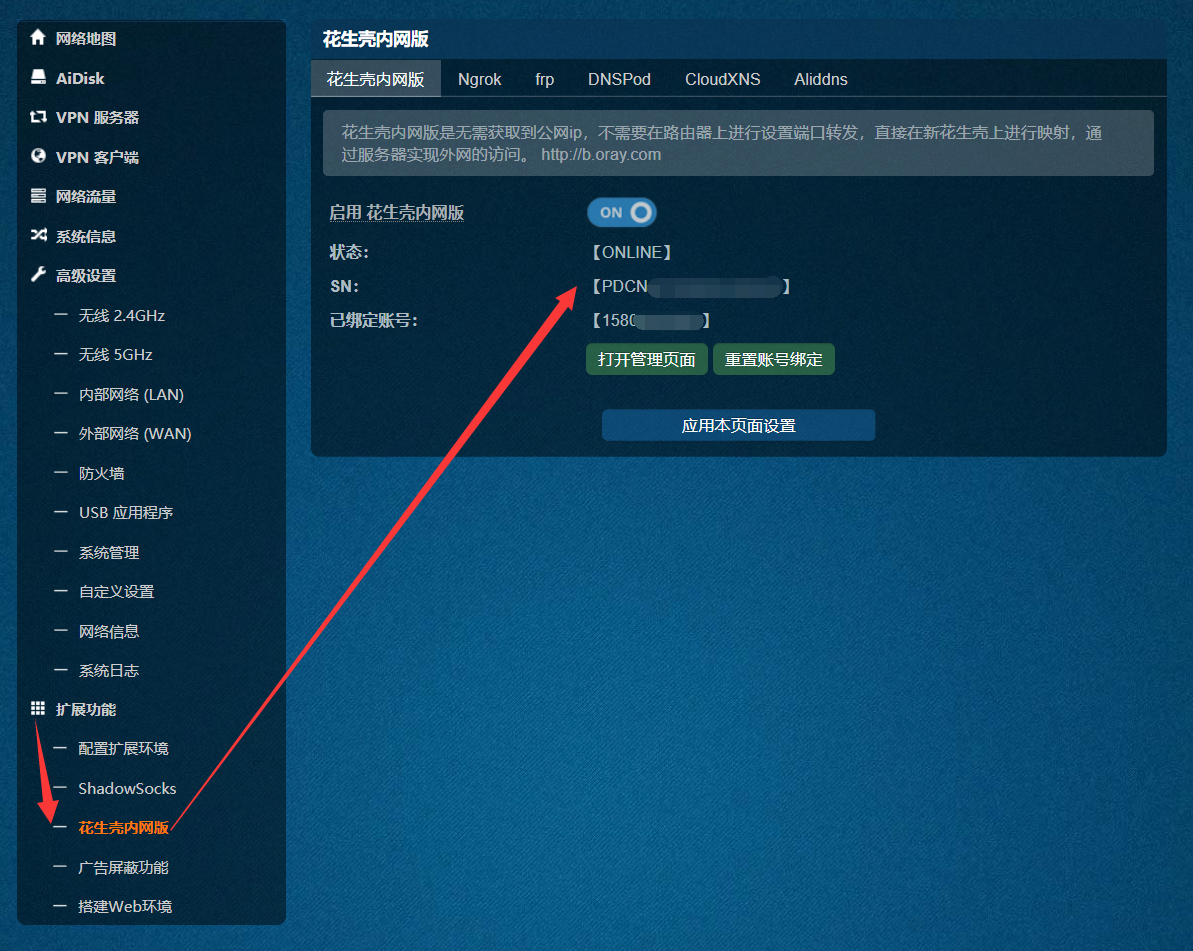 网络地图
AiDisk
VPN 服务器
VPN 客户端
网络流量
系统信息
高级设置
无线 2.4GHz
无线 5GHz
内部网络 (LAN)
外部网络 (WAN)
防火墙
USB 应用程序
系统管理
自定义设置
网络信息
系统日志
扩展功能
配置扩展环境
ShadowSocks
花生壳内网版
广告屏蔽功能
搭建Web环境
花生壳内网版
花生壳内网版 Ngrok frp DNSPod CloudXNS Aliddns
花生壳内网版是无需获取到公网ip，不需要在路由器上进行设置端口转发，直接在新花生壳上进行映射，通
过服务器实现外网的访问。 http://b.oray.com
启用 花生壳内网版 ON
状态: 【ONLINE】
SN: 【PDCN 】
已绑定账号: 【1580 】
打开管理页面 重置账号绑定
应用本页面设置